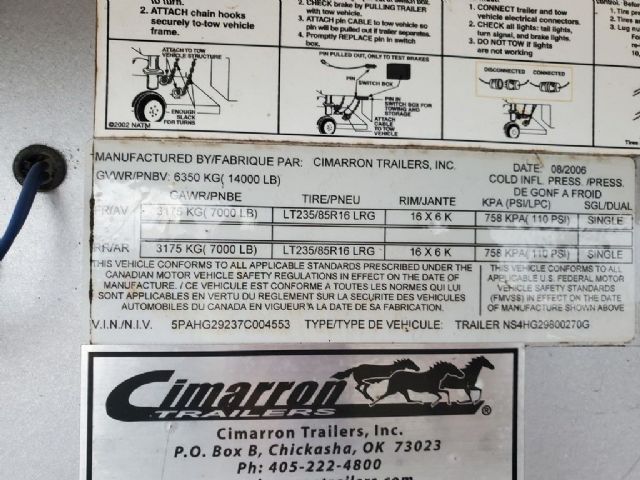 to turn.
2. ATTACH chain hooks
securely to-tow vehicle
frame.
ATTACH TO TOW
VEHICLE STRUCTURE
ENOUGH
SLACK
FOR TURNS
©2002 NATM
2. CHECK brake by PULLING TRAILER
3. ATTACH pin CABLE to tow vehicle so
pin will be pulled out if trailer separates.
4. Promptly REPLACE pin in switch
box.
PIN PULLED OUT, ONLY TO TEST BRAKES
SWITCH BOX
PIN IN
SWITCH BOX FOR
TOWING AND
STORAGE
ATTACH
CABLE TO
TOW VEHICLE
1. CONNECT trailer and tow
vehicle electrical connectors.
2. CHECK all lights: tail lights,
turn signal, and brake lights.
3. DO NOT TOW if lights
are not working
DISCONNECTED CONNECTED
Tires
MANUFACTURED BY/FABRIQUE PAR: CIMARRON TRAILERS, INC.
DATE: 08/2006
GVWR/PNBV: 6350 KG( 14000 LB)
COLD INFL. PRESS./PRESS.
DE GONF A FROID
GAWR/PNBE TIRE/PNEU RIM/JANTE KPA (PSI/LPC) SGL/DUAL
FR/AV 3175 KG( 7000 LB) LT235/85R16 LRG 16 X 6 K 758 KPA( 110 PSI) SINGLE
RR/AR 3175 KG( 7000 LB) LT235/85R16 LRG 16 X 6 K 758 KPA( 110 PSI) SINGLE
THIS VEHICLE CONFORMS TO ALL APPLICABLE STANDARDS PRESCRIBED UNDER THE
CANADIAN MOTOR VEHICLE SAFETY REGULATIONS IN EFFECT ON THE DATE OF
MANUFACTURE. / CE VEHICULE EST CONFORME A TOUTES LES NORMES QUI LUI
SONT APPLICABLES EN VERTU DU REGLEMENT SUR LA SECURITE DES VEHICULES
AUTOMOBILES DU CANADA EN VIGUEUR A LA DATE DE SA FABRICATION.
THIS VEHICLE CONFORMS TO ALL
APPLICABLE U.S. FEDERAL MOTOR
VEHICLE SAFETY STANDARDS
(FMVSS) IN EFFECT ON THE DATE
OF MANUFACTURE SHOWN ABOVE
V.I.N./N.I.V. 5PAHG29237C004553 TYPE/TYPE DE VEHICULE: TRAILER NS4HG29800270G
Cimarron
TRAILERS ®
Cimarron Trailers, Inc.
P.O. Box B, Chickasha, OK 73023
Ph: 405-222-4800